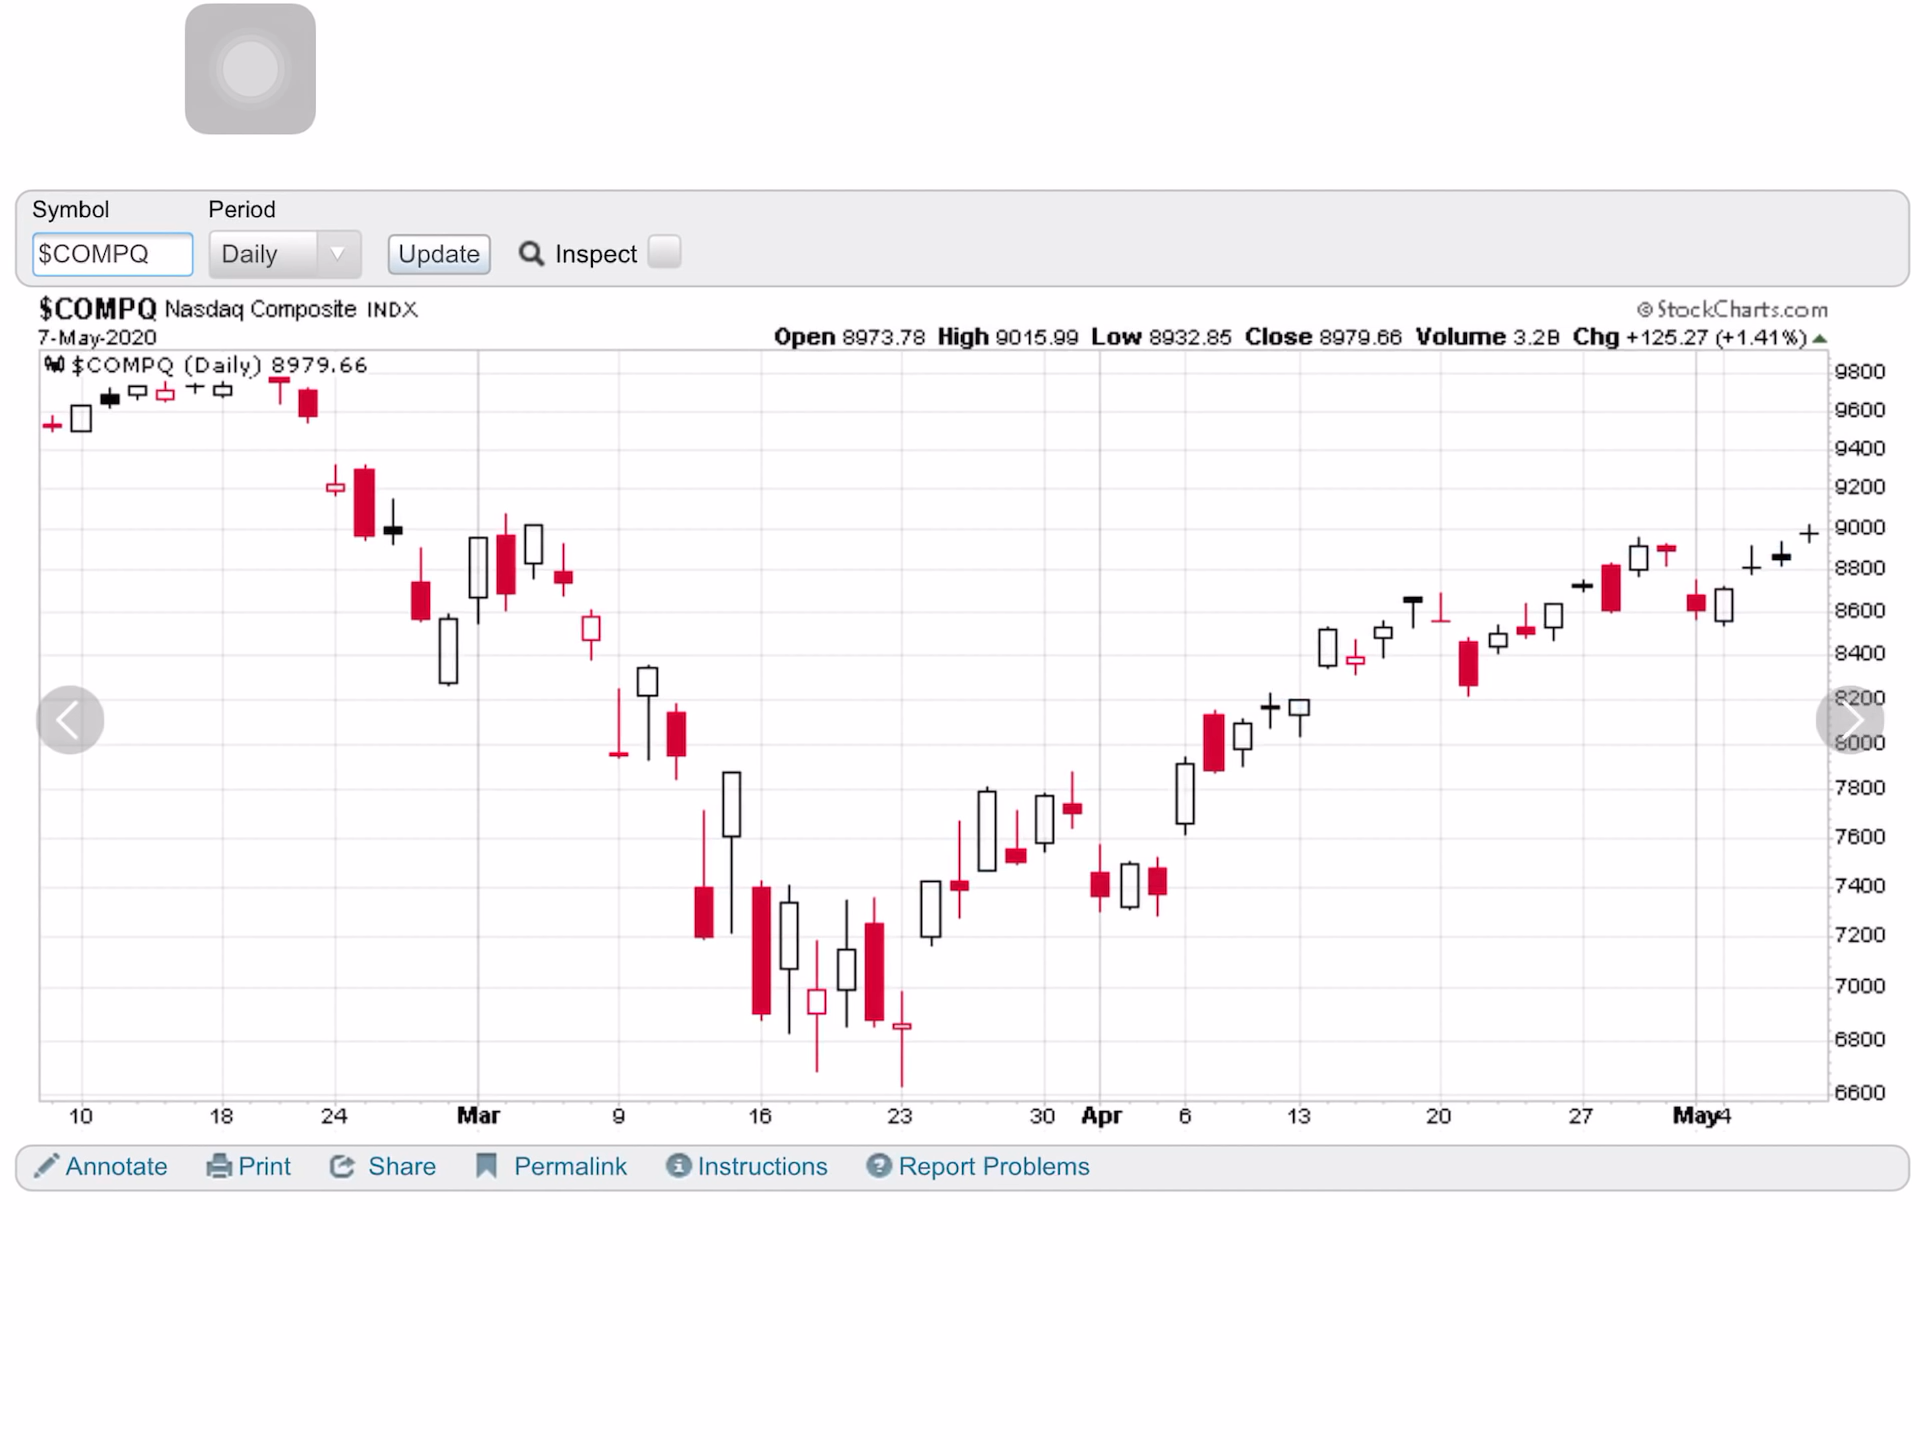 Symbol Period
$COMPQ Daily Update Inspect
$COMPQ Nasdaq Composite INDX © StockCharts.com
7-May-2020 Open 8973.78 High 9015.99 Low 8932.85 Close 8979.66 Volume 3.2B Chg +125.27 (+1.41%)
$COMPQ (Daily) 8979.66
9800
9600
9400
9200
9000
8800
8600
8400
8200
8000
7800
7600
7400
7200
7000
6800
6600
10 18 24 Mar 9 16 23 30 Apr 6 13 20 27 May 4
Annotate Print Share Permalink Instructions Report Problems